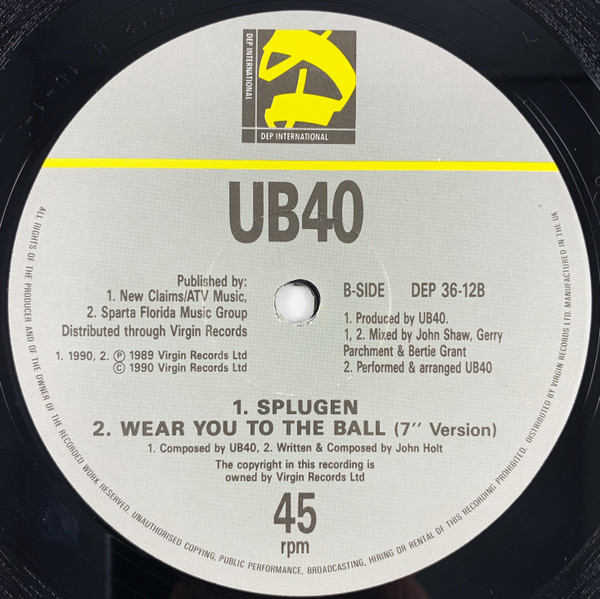 DEP INTERNATIONAL
DEP INTERNATIONAL
UB40
Published by:
1. New Claims/ATV Music,
2. Sparta Florida Music Group
Distributed through Virgin Records
1. 1990, 2. Ⓟ 1989 Virgin Records Ltd
© 1990 Virgin Records Ltd
B-SIDE DEP 36-12B
1. Produced by UB40.
1, 2. Mixed by John Shaw, Gerry
Parchment & Bertie Grant
2. Performed & arranged UB40
1. SPLUGEN
2. WEAR YOU TO THE BALL (7'' Version)
1. Composed by UB40, 2. Written & Composed by John Holt
The copyright in this recording is
owned by Virgin Records Ltd
45
rpm
ALL RIGHTS OF THE PRODUCER AND OF THE OWNER OF THE RECORDED WORK RESERVED. UNAUTHORISED COPYING, PUBLIC PERFORMANCE, BROADCASTING, HIRING OR RENTAL OF THIS RECORDING PROHIBITED. DISTRIBUTED BY VIRGIN RECORDS LTD. MANUFACTURED IN THE UK